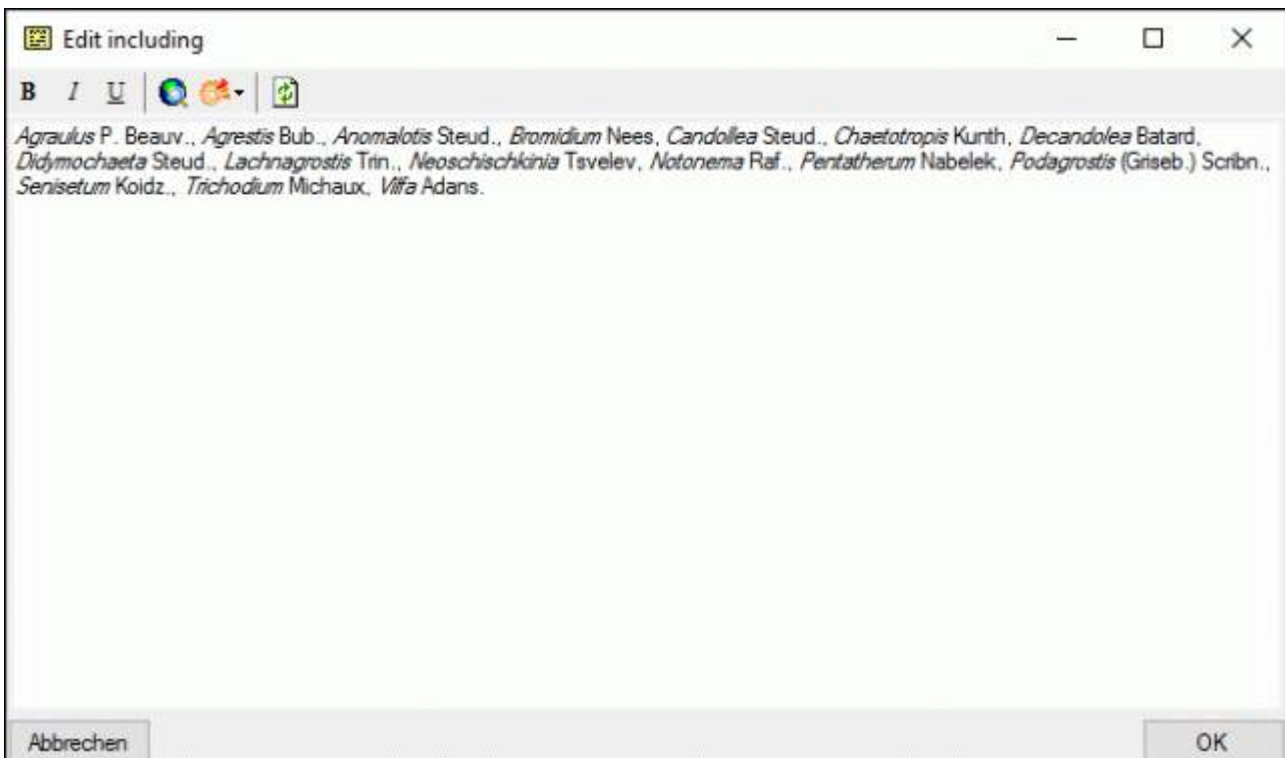 Edit including
B I U
Agraulus P. Beauv., Agrestis Bub., Anomalotis Steud., Bromidium Nees, Candollea Steud., Chaetotropis Kunth, Decandolea Batard,
Didymochaeta Steud., Lachnagrostis Trin., Neoschischkinia Tsvelev, Notonema Raf., Pentatherum Nabelek, Podagrostis (Griseb.) Scribn.,
Senisetum Koidz., Trichodium Michaux, Vilfa Adans.
Abbrechen OK